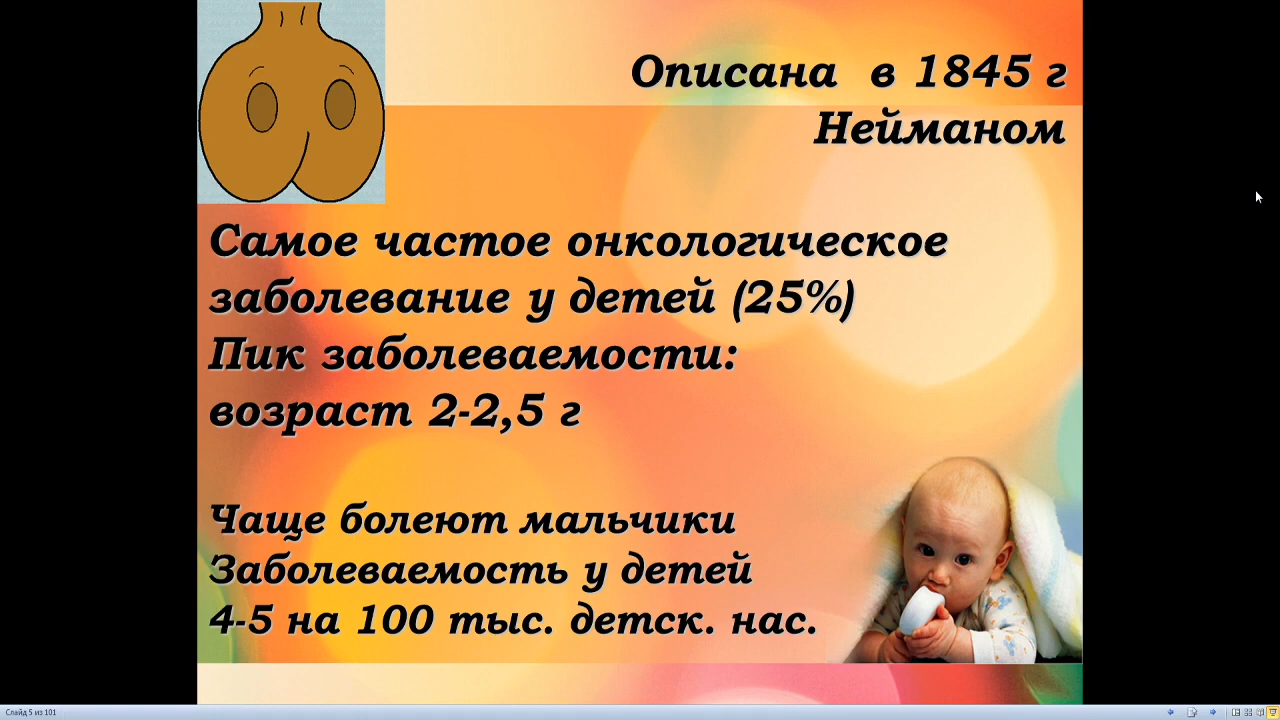 Описана в 1845 г
Нейманом
Самое частое онкологическое
заболевание у детей (25%)
Пик заболеваемости:
возраст 2-2,5 г
Чаще болеют мальчики
Заболеваемость у детей
4-5 на 100 тыс. детск. нас.
Слайд 5 из 101